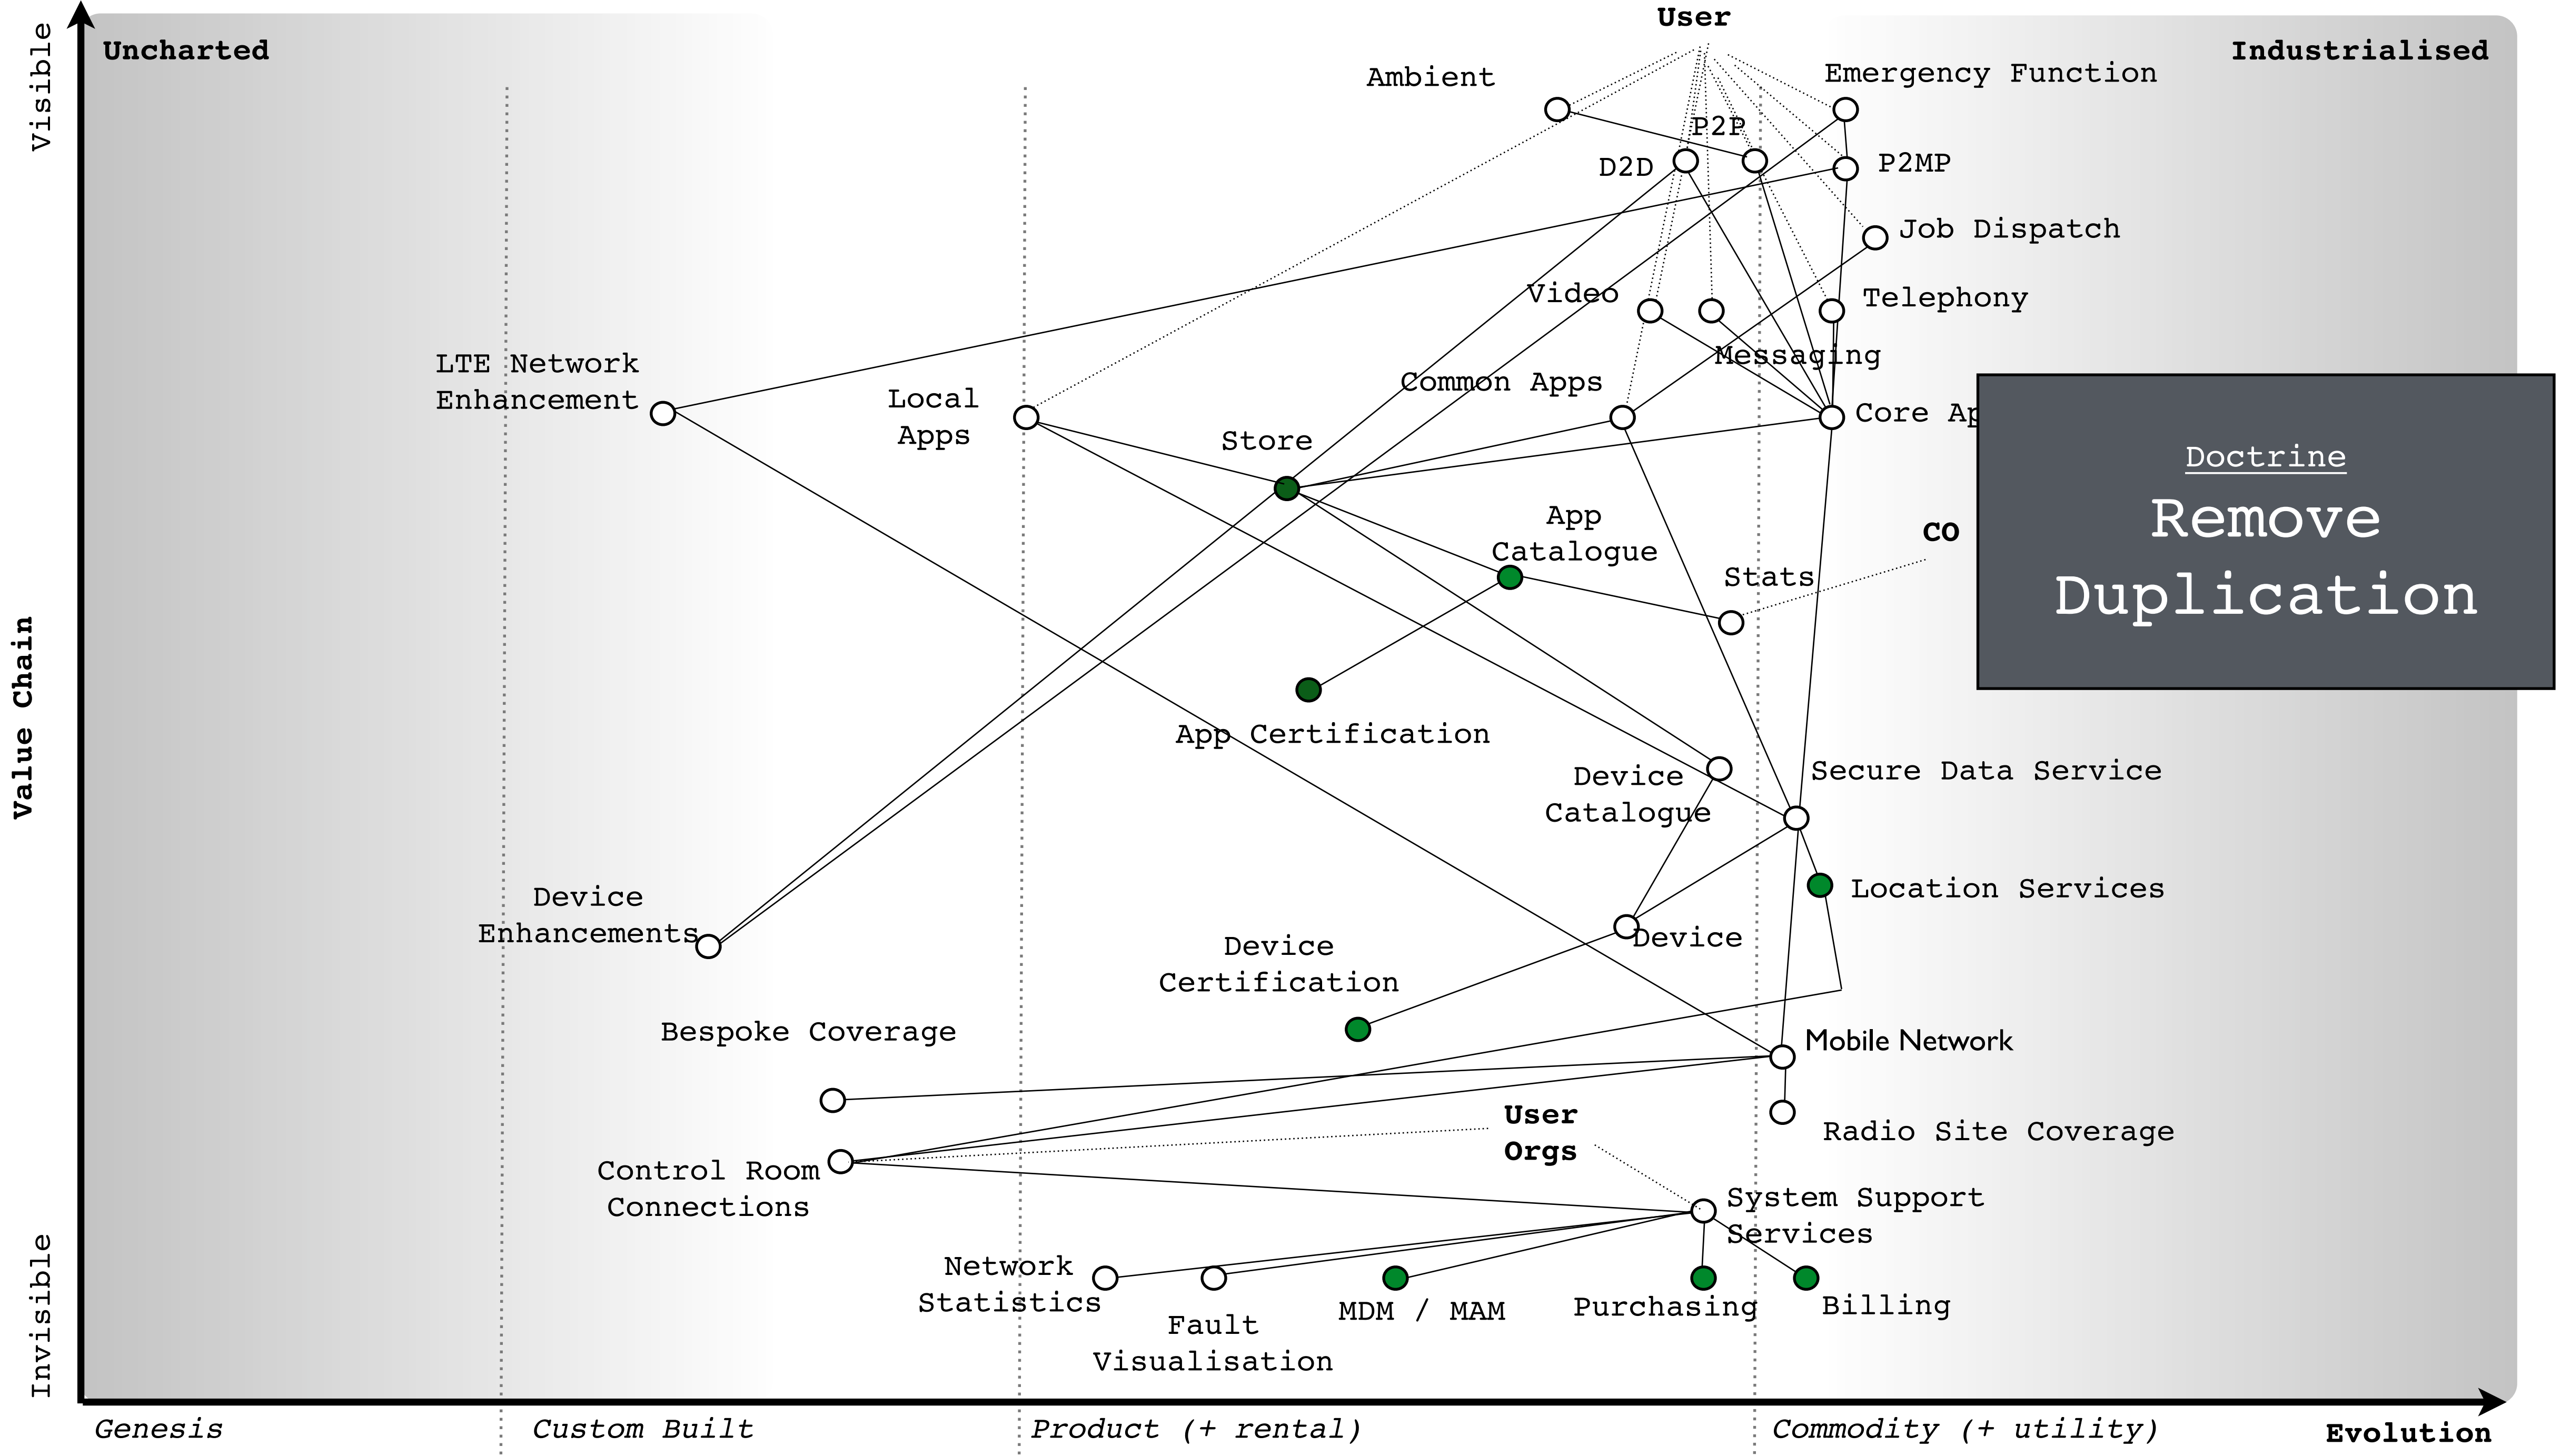 User
Uncharted
Industrialised
Visible
Ambient
Emergency Function
P2P
D2D
P2MP
Job Dispatch
Video
Telephony
Messaging
LTE Network
Enhancement
Common Apps
Local
Apps
Core Ap
Store
Doctrine
Remove
Duplication
App
Catalogue
CO
Stats
Value Chain
App Certification
Secure Data Service
Device
Catalogue
Location Services
Device
Enhancements
Device
Device
Certification
Bespoke Coverage
Mobile Network
User
Orgs
Radio Site Coverage
Control Room
Connections
System Support
Services
Invisible
Network
Statistics
Fault
Visualisation
MDM / MAM
Purchasing
Billing
Genesis
Custom Built
Product (+ rental)
Commodity (+ utility)
Evolution